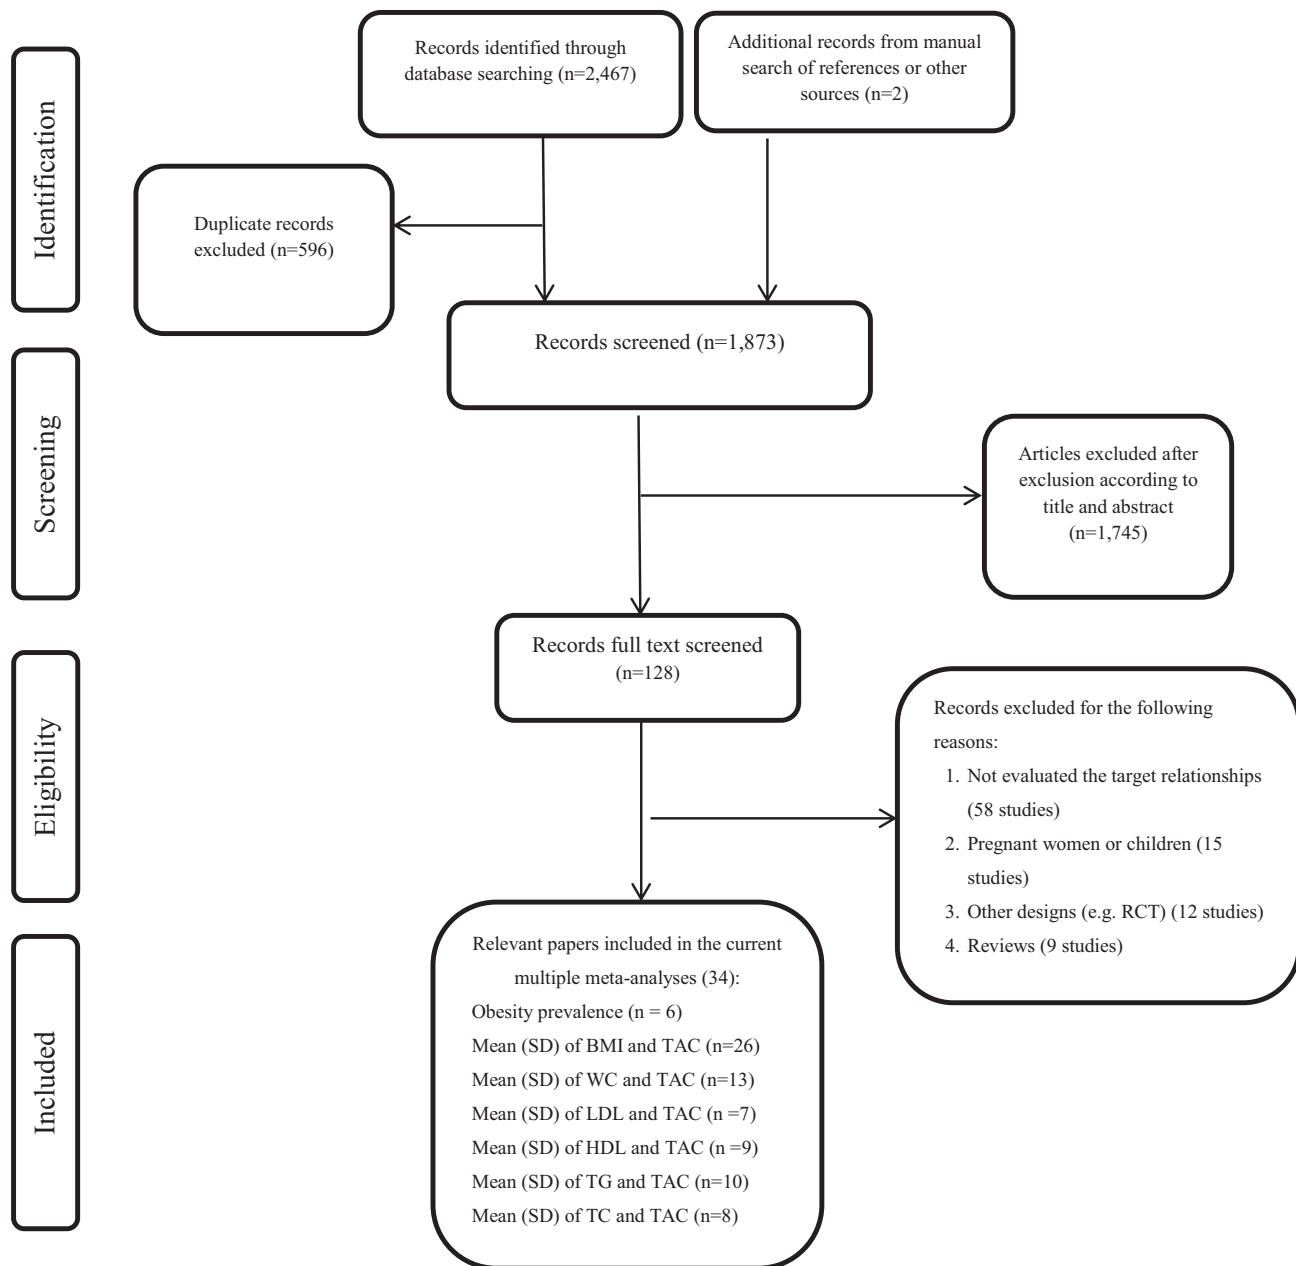 Identification
Records identified through
database searching (n=2,467)
Additional records from manual
search of references or other
sources (n=2)
Duplicate records
excluded (n=596)
Records screened (n=1,873)
Screening
Articles excluded after
exclusion according to
title and abstract
(n=1,745)
Records full text screened
(n=128)
Eligibility
Records excluded for the following
reasons:
1. Not evaluated the target relationships
(58 studies)
2. Pregnant women or children (15
studies)
3. Other designs (e.g. RCT) (12 studies)
4. Reviews (9 studies)
Included
Relevant papers included in the current
multiple meta-analyses (34):
Obesity prevalence (n = 6)
Mean (SD) of BMI and TAC (n=26)
Mean (SD) of WC and TAC (n=13)
Mean (SD) of LDL and TAC (n =7)
Mean (SD) of HDL and TAC (n =9)
Mean (SD) of TG and TAC (n=10)
Mean (SD) of TC and TAC (n=8)